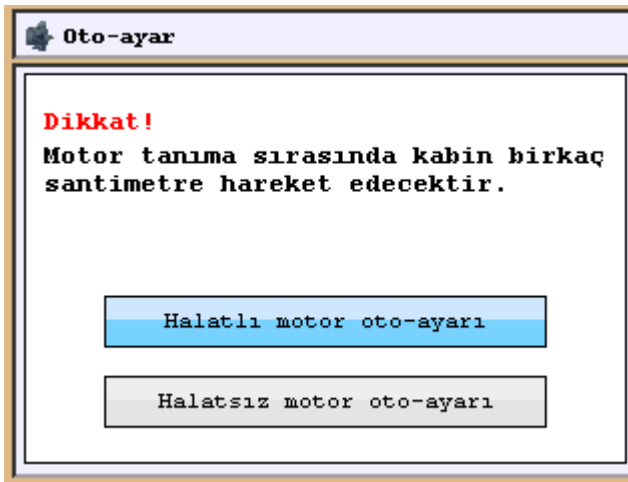 Oto-ayar
Dikkat!
Motor tanıma sırasında kabin birkaç
santimetre hareket edecektir.
Halatlı motor oto-ayarı
Halatsız motor oto-ayarı